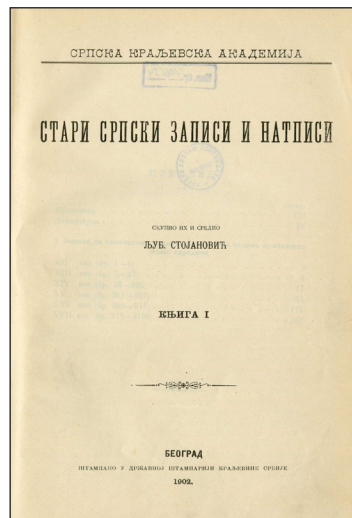 СРПСКА КРАЉЕВСКА АКАДЕМИЈА
СТАРИ СРПСКИ ЗАПИСИ И НАТПИСИ
СКУПИО ИХ И СРЕДИО
ЉУБ. СТОЈАНОВИЋ
КЊИГА I
БЕОГРАД
ШТАМПАНО У ДРЖАВНОЈ ШТАМПАРИЈИ КРАЉЕВИНЕ СРБИЈЕ
1902.